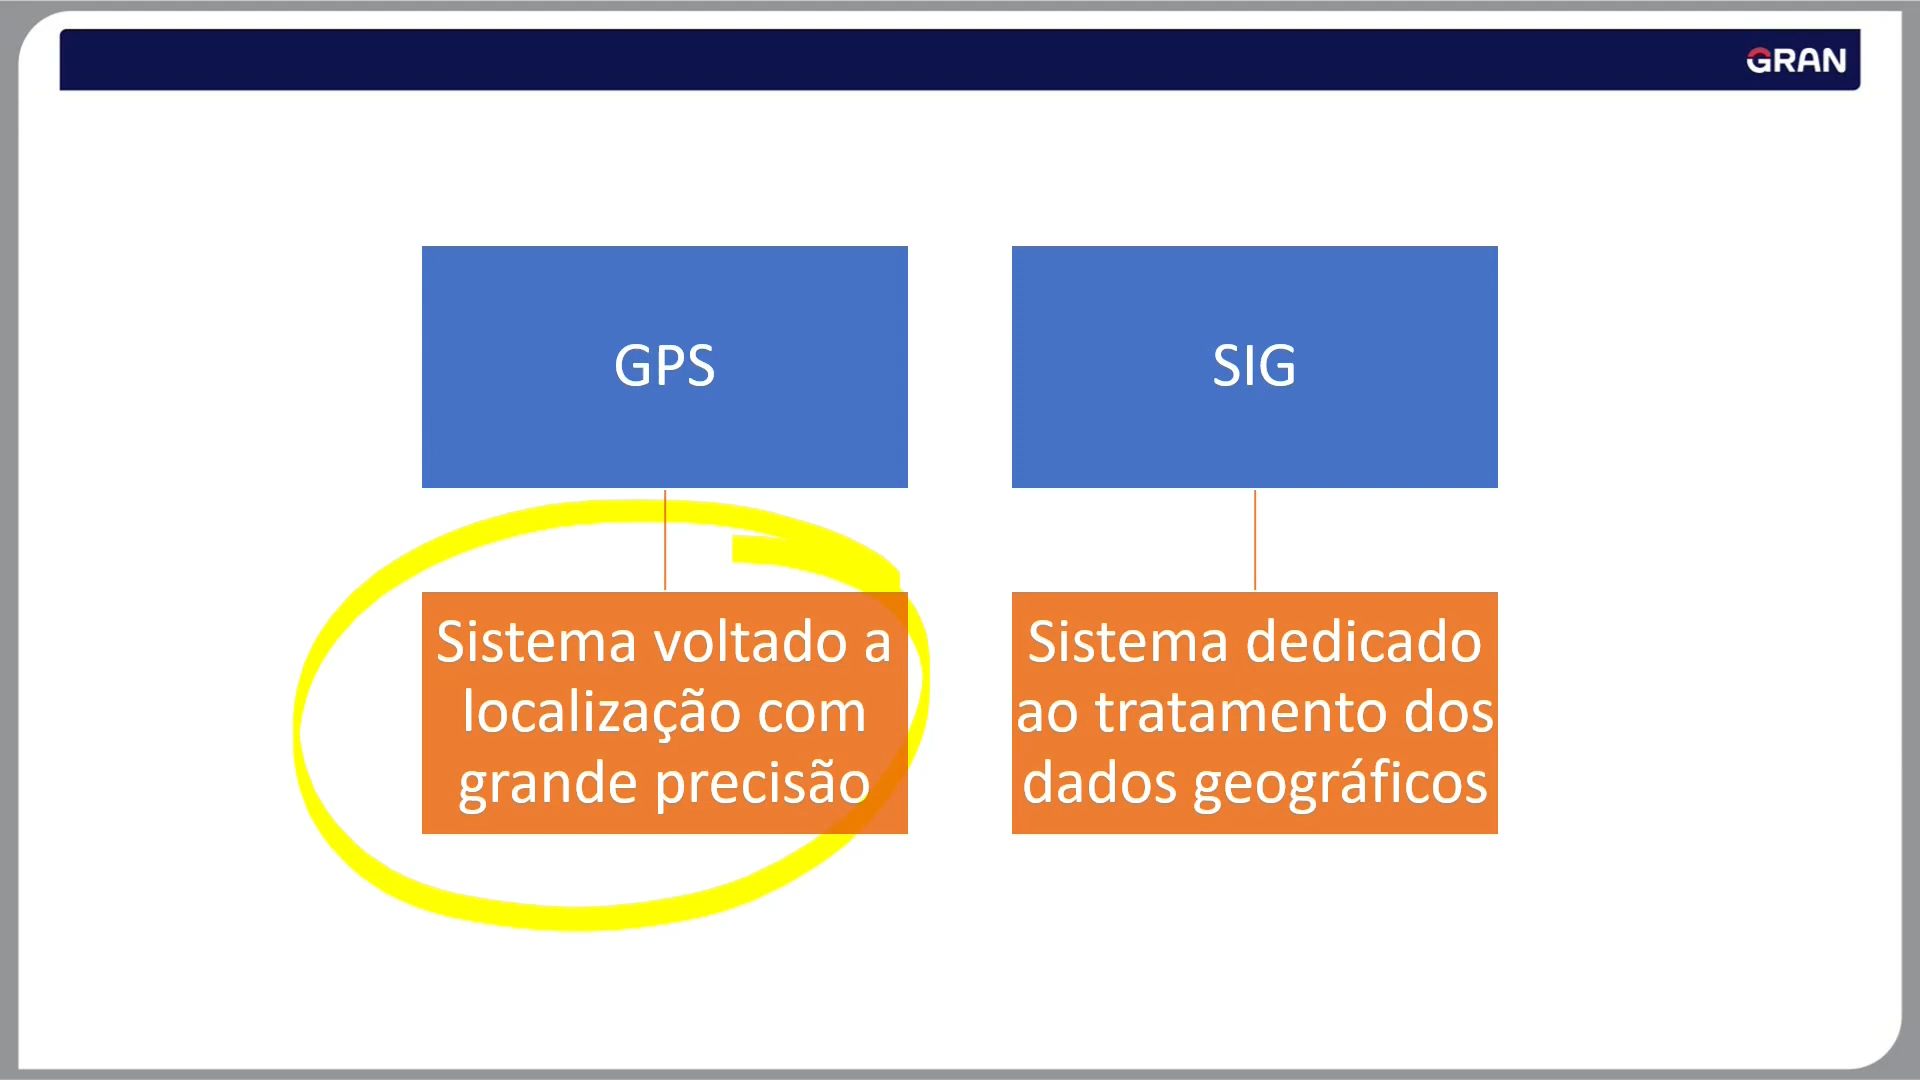 GRAN
GPS
SIG
Sistema voltado a
localização com
grande precisão
Sistema dedicado
ao tratamento dos
dados geográficos